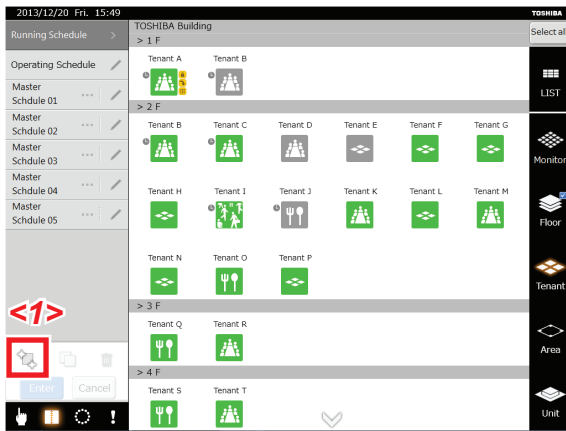 2013/12/20 Fri. 15:49
TOSHIBA
Running Schedule >
Operating Schedule
Master
Schdule 01
Master
Schdule 02
Master
Schdule 03
Master
Schdule 04
Master
Schdule 05
<1>
Enter Cancel
TOSHIBA Building
> 1 F
Tenant A Tenant B
> 2 F
Tenant B Tenant C Tenant D Tenant E Tenant F Tenant G
Tenant H Tenant I Tenant J Tenant K Tenant L Tenant M
Tenant N Tenant O Tenant P
> 3 F
Tenant Q Tenant R
> 4 F
Tenant S Tenant T
Select all
LIST
Monitor
Floor
Tenant
Area
Unit